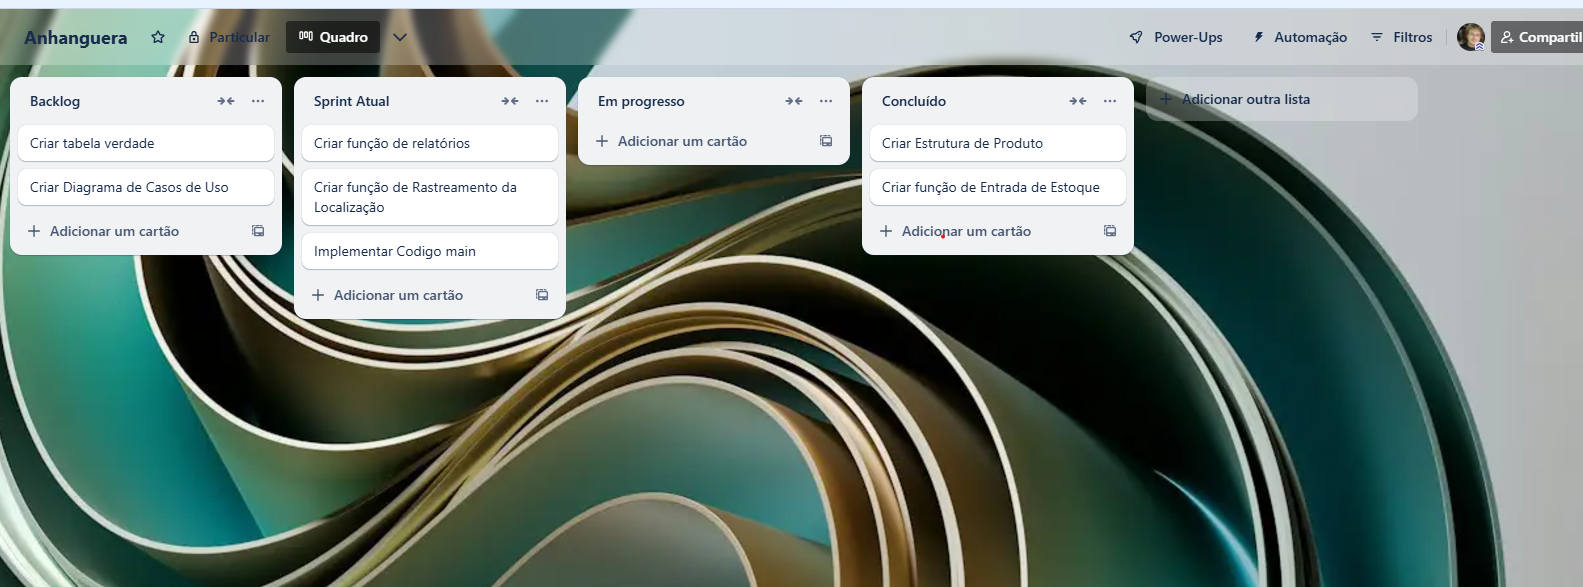 Anhanguera
Particular
Quadro
Power-Ups
Automação
Filtros
Compartil
Backlog
Criar tabela verdade
Criar Diagrama de Casos de Uso
Adicionar um cartão
Sprint Atual
Criar função de relatórios
Criar função de Rastreamento da
Localização
Implementar Codigo main
Adicionar um cartão
Em progresso
Adicionar um cartão
Concluído
Criar Estrutura de Produto
Criar função de Entrada de Estoque
Adicionar um cartão
Adicionar outra lista